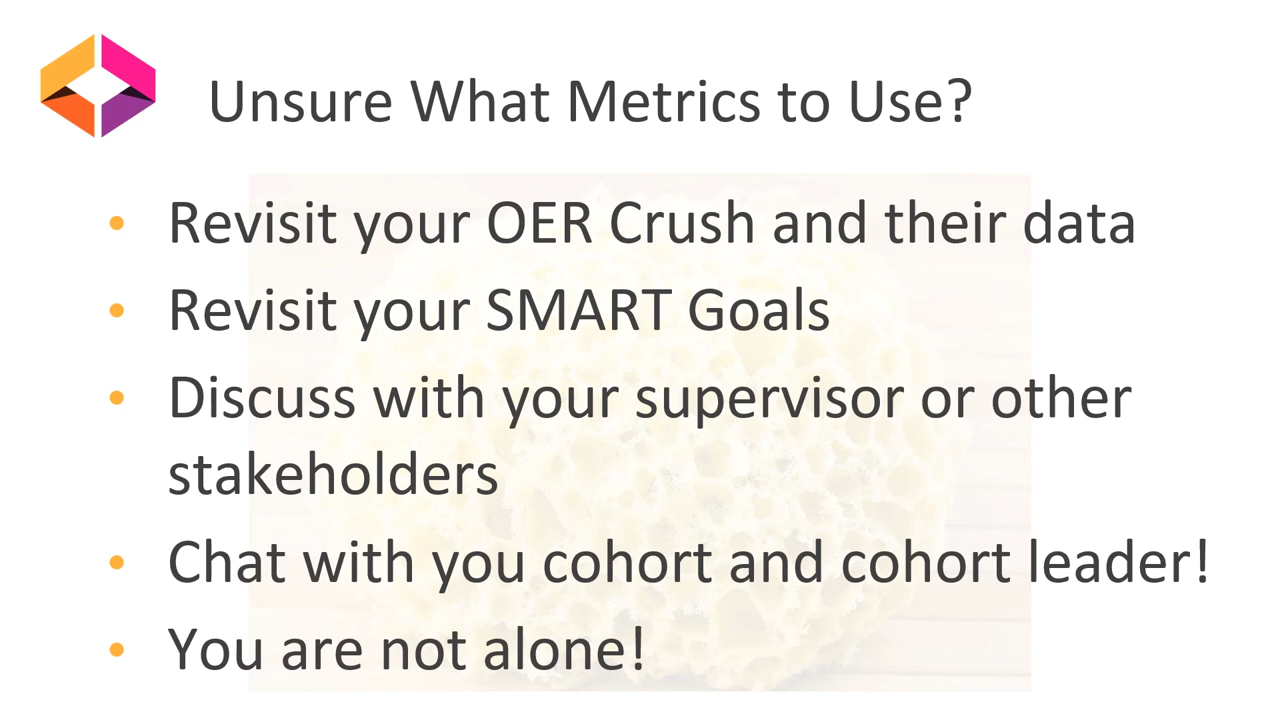 Unsure What Metrics to Use?
• Revisit your OER Crush and their data
• Revisit your SMART Goals
• Discuss with your supervisor or other
stakeholders
• Chat with you cohort and cohort leader!
• You are not alone!